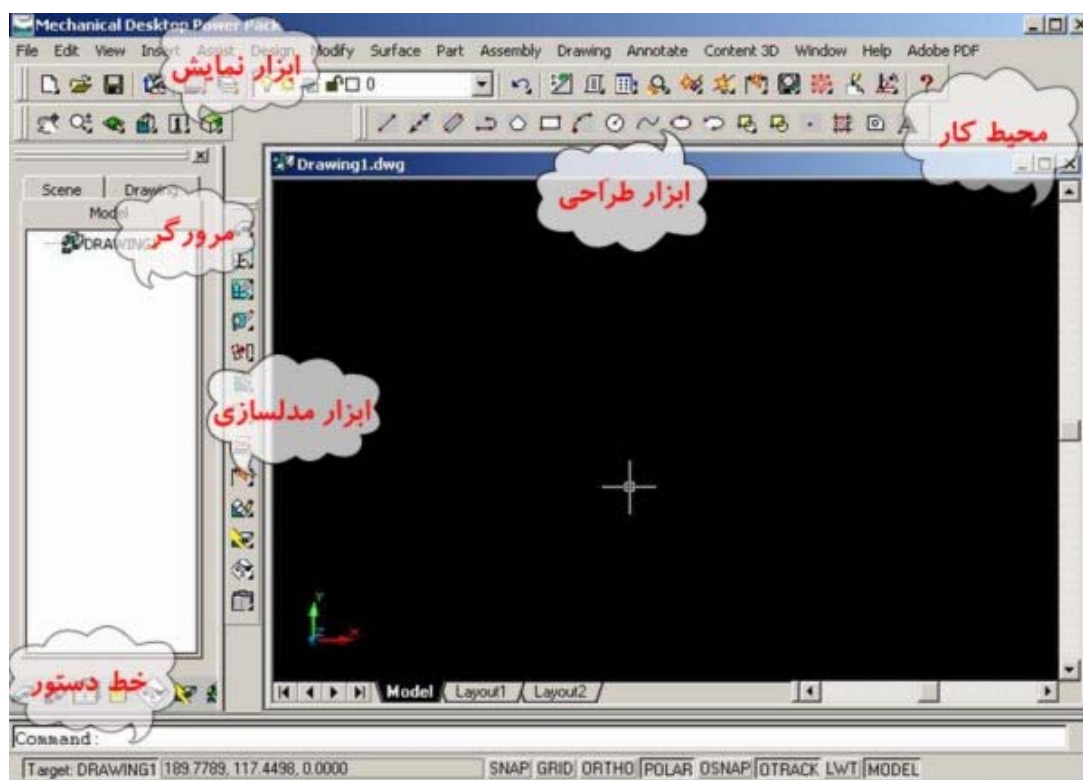 Mechanical Desktop Power Pack
File Edit View Insert Assist Design Modify Surface Part Assembly Drawing Annotate Content 3D Window Help Adobe PDF
ابزار نمایش
0
محیط کار
Drawing1.dwg
ابزار طراحی
Scene Drawing
Model
DRAWING1
مرورگر
ابزار مدلسازی
Y
X
Z
خط دستور
Model Layout1 Layout2
Command:
Target: DRAWING1 189.7789, 117.4498, 0.0000 SNAP GRID ORTHO POLAR OSNAP OTRACK LWT MODEL